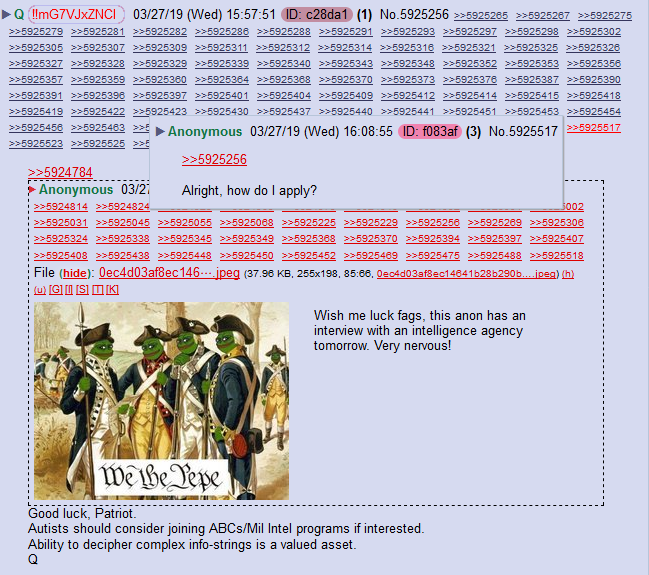 Q !!mG7VJxZNCI 03/27/19 (Wed) 15:57:51 ID: c28da1 (1) No.5925256 >>5925265 >>5925267 >>5925275
>>5925279 >>5925281 >>5925282 >>5925286 >>5925288 >>5925291 >>5925293 >>5925297 >>5925298 >>5925302
>>5925305 >>5925307 >>5925309 >>5925311 >>5925312 >>5925314 >>5925316 >>5925321 >>5925325 >>5925326
>>5925327 >>5925328 >>5925329 >>5925339 >>5925340 >>5925343 >>5925348 >>5925352 >>5925353 >>5925356
>>5925357 >>5925359 >>5925360 >>5925364 >>5925368 >>5925370 >>5925373 >>5925376 >>5925387 >>5925390
>>5925391 >>5925396 >>5925397 >>5925401 >>5925404 >>5925409 >>5925412 >>5925414 >>5925415 >>5925417
>>5925419 >>5925422 >>5925423 >>5925430 >>5925437 >>5925440 >>5925441 >>5925451 >>5925453 >>5925454
>>5925456 >>5925463 >>5925517
>>5925523 >>5925525
Anonymous 03/27/19 (Wed) 16:08:55 ID: f083af (3) No.5925517
>>5925256
Alright, how do I apply?
>>5924784
Anonymous 03/27
>>5924814 >>5924824 002
>>5925031 >>5925045 >>5925055 >>5925068 >>5925225 >>5925229 >>5925256 >>5925269 >>5925306
>>5925324 >>5925338 >>5925345 >>5925349 >>5925368 >>5925370 >>5925394 >>5925397 >>5925407
>>5925408 >>5925438 >>5925448 >>5925450 >>5925452 >>5925469 >>5925475 >>5925488 >>5925518
File (hide): 0ec4d03af8ec146⋯.jpeg (37.96 KB, 255x198, 85:66, 0ec4d03af8ec14641b28b290b….jpeg) (h)
(u) [G] [I] [S] [T] [K]
Wish me luck fags, this anon has an
interview with an intelligence agency
tomorrow. Very nervous!
We the Pepe
Good luck, Patriot.
Autists should consider joining ABCs/Mil Intel programs if interested.
Ability to decipher complex info-strings is a valued asset.
Q